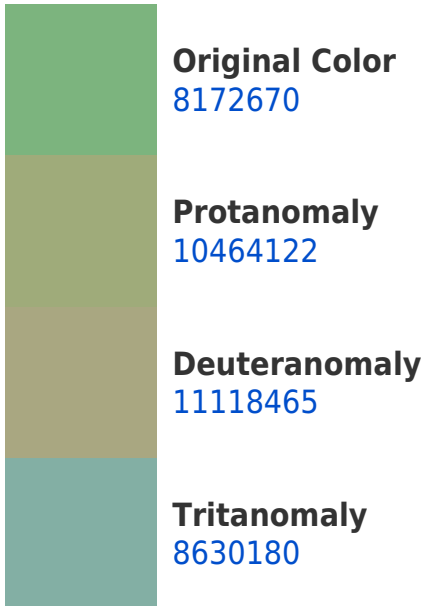 Original Color
8172670
Protanomaly
10464122
Deuteranomaly
11118465
Tritanomaly
8630180